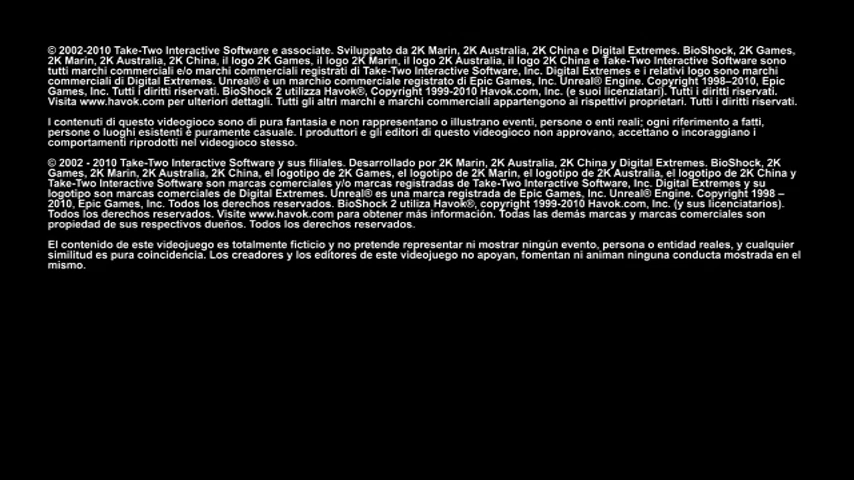 © 2002-2010 Take-Two Interactive Software e associate. Sviluppato da 2K Marin, 2K Australia, 2K China e Digital Extremes. BioShock, 2K Games,
2K Marin, 2K Australia, 2K China, il logo 2K Games, il logo 2K Marin, il logo 2K Australia, il logo 2K China e Take-Two Interactive Software sono
tutti marchi commerciali e/o marchi commerciali registrati di Take-Two Interactive Software, Inc. Digital Extremes e i relativi logo sono marchi
commerciali di Digital Extremes. Unreal® è un marchio commerciale registrato di Epic Games, Inc. Unreal® Engine. Copyright 1998–2010, Epic
Games, Inc. Tutti i diritti riservati. BioShock 2 utilizza Havok®, Copyright 1999-2010 Havok.com, Inc. (e suoi licenziatari). Tutti i diritti riservati.
Visita www.havok.com per ulteriori dettagli. Tutti gli altri marchi e marchi commerciali appartengono ai rispettivi proprietari. Tutti i diritti riservati.
I contenuti di questo videogioco sono di pura fantasia e non rappresentano o illustrano eventi, persone o enti reali; ogni riferimento a fatti,
persone o luoghi esistenti è puramente casuale. I produttori e gli editori di questo videogioco non approvano, accettano o incoraggiano i
comportamenti riprodotti nel videogioco stesso.
© 2002 - 2010 Take-Two Interactive Software y sus filiales. Desarrollado por 2K Marin, 2K Australia, 2K China y Digital Extremes. BioShock, 2K
Games, 2K Marin, 2K Australia, 2K China, el logotipo de 2K Games, el logotipo de 2K Marin, el logotipo de 2K Australia, el logotipo de 2K China y
Take-Two Interactive Software son marcas comerciales y/o marcas registradas de Take-Two Interactive Software, Inc. Digital Extremes y su
logotipo son marcas comerciales de Digital Extremes. Unreal® es una marca registrada de Epic Games, Inc. Unreal® Engine. Copyright 1998 –
2010, Epic Games, Inc. Todos los derechos reservados. BioShock 2 utiliza Havok®, copyright 1999-2010 Havok.com, Inc. (y sus licenciatarios).
Todos los derechos reservados. Visite www.havok.com para obtener más información. Todas las demás marcas y marcas comerciales son
propiedad de sus respectivos dueños. Todos los derechos reservados.
El contenido de este videojuego es totalmente ficticio y no pretende representar ni mostrar ningún evento, persona o entidad reales, y cualquier
similitud es pura coincidencia. Los creadores y los editores de este videojuego no apoyan, fomentan ni animan ninguna conducta mostrada en el
mismo.